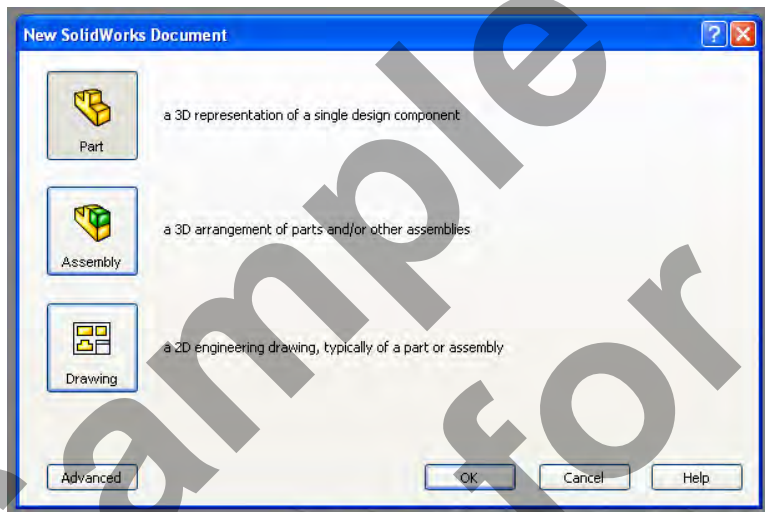 New SolidWorks Document
Part
a 3D representation of a single design component
Assembly
a 3D arrangement of parts and/or other assemblies
Drawing
a 2D engineering drawing, typically of a part or assembly
Advanced
OK
Cancel
Help
ample
for